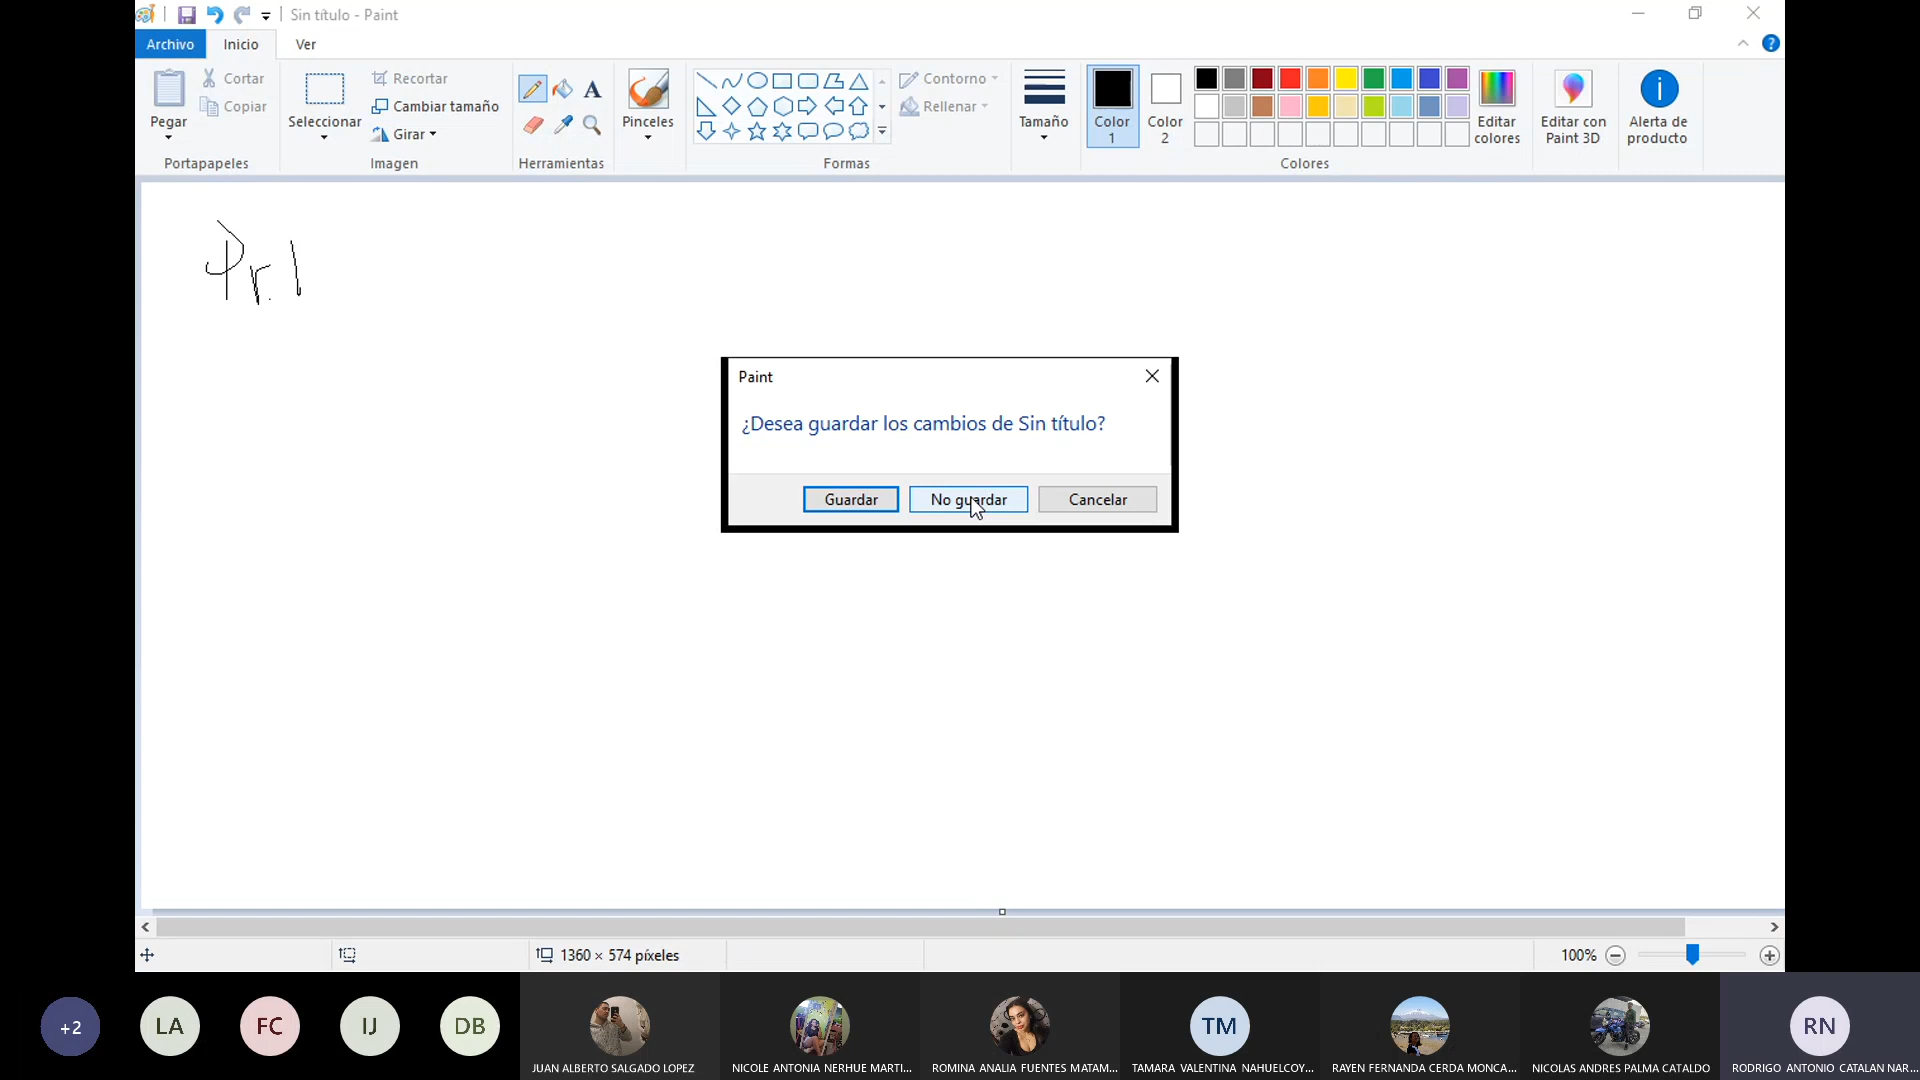 Sin título - Paint
Archivo Inicio Ver
Pegar
Cortar
Copiar
Portapapeles
Seleccionar
Recortar
Cambiar tamaño
Girar
Imagen
A
Herramientas
Pinceles
Contorno
Rellenar
Formas
Tamaño
Color 1
Color 2
Editar colores
Colores
Editar con Paint 3D
Alerta de producto
Pr. 1
Paint
¿Desea guardar los cambios de Sin título?
Guardar No guardar Cancelar
1360 × 574 píxeles
100%
+2 LA FC IJ DB TM RN
JUAN ALBERTO SALGADO LOPEZ
NICOLE ANTONIA NERHUE MARTI...
ROMINA ANALIA FUENTES MATAM...
TAMARA VALENTINA NAHUELCOY...
RAYEN FERNANDA CERDA MONCA...
NICOLAS ANDRES PALMA CATALDO
RODRIGO ANTONIO CATALAN NAR...